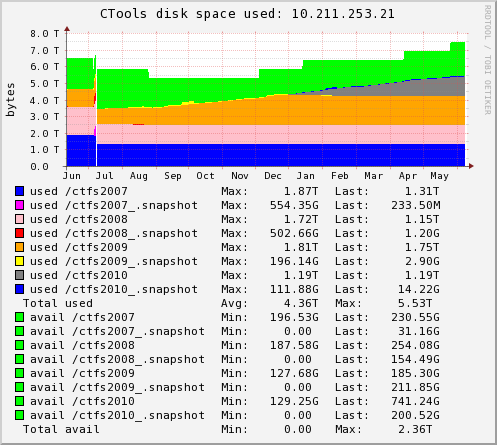 CTools disk space used: 10.211.253.21
RRDTOOL / TOBI OETIKER
bytes
8.0 T
7.0 T
6.0 T
5.0 T
4.0 T
3.0 T
2.0 T
1.0 T
0.0
Jun Jul Aug Sep Oct Nov Dec Jan Feb Mar Apr May
used /ctfs2007 Max: 1.87T Last: 1.31T
used /ctfs2007_.snapshot Max: 554.35G Last: 233.50M
used /ctfs2008 Max: 1.72T Last: 1.15T
used /ctfs2008_.snapshot Max: 502.66G Last: 1.20G
used /ctfs2009 Max: 1.81T Last: 1.75T
used /ctfs2009_.snapshot Max: 196.14G Last: 2.90G
used /ctfs2010 Max: 1.19T Last: 1.19T
used /ctfs2010_.snapshot Max: 111.88G Last: 14.22G
Total used Avg: 4.36T Max: 5.53T
avail /ctfs2007 Min: 196.53G Last: 230.55G
avail /ctfs2007_.snapshot Min: 0.00 Last: 31.16G
avail /ctfs2008 Min: 187.58G Last: 254.08G
avail /ctfs2008_.snapshot Min: 0.00 Last: 154.49G
avail /ctfs2009 Min: 127.68G Last: 185.30G
avail /ctfs2009_.snapshot Min: 0.00 Last: 211.85G
avail /ctfs2010 Min: 129.25G Last: 741.24G
avail /ctfs2010_.snapshot Min: 0.00 Last: 200.52G
Total avail Min: 0.00 Max: 2.36T